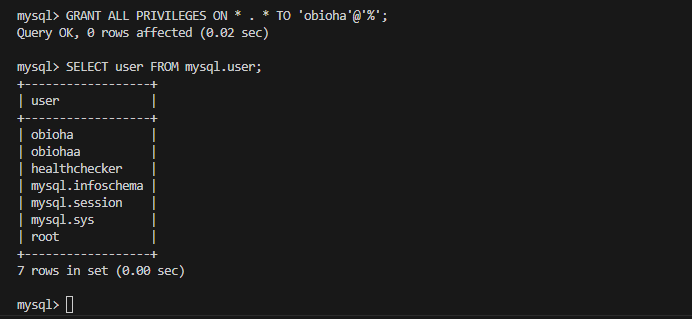 mysql> GRANT ALL PRIVILEGES ON * . * TO 'obioha'@'%';
Query OK, 0 rows affected (0.02 sec)
mysql> SELECT user FROM mysql.user;
+------------------+
| user             |
+------------------+
| obioha           |
| obiohaa          |
| healthchecker    |
| mysql.infoschema |
| mysql.session    |
| mysql.sys        |
| root             |
+------------------+
7 rows in set (0.00 sec)
mysql>